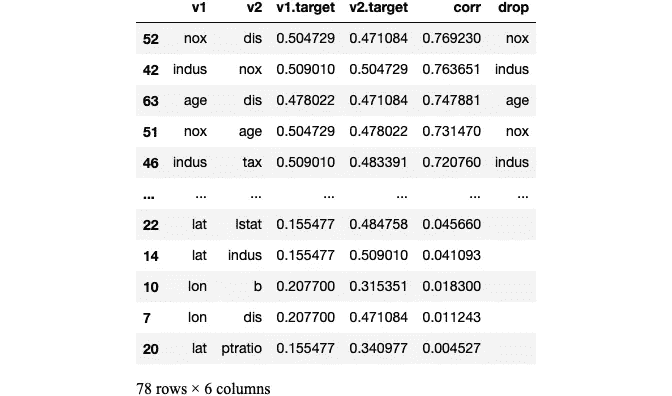 v1 v2 v1.target v2.target corr drop
52 nox dis 0.504729 0.471084 0.769230 nox
42 indus nox 0.509010 0.504729 0.763651 indus
63 age dis 0.478022 0.471084 0.747881 age
51 nox age 0.504729 0.478022 0.731470 nox
46 indus tax 0.509010 0.483391 0.720760 indus
... ... ... ... ... ... ...
22 lat lstat 0.155477 0.484758 0.045660
14 lat indus 0.155477 0.509010 0.041093
10 lon b 0.207700 0.315351 0.018300
7 lon dis 0.207700 0.471084 0.011243
20 lat ptratio 0.155477 0.340977 0.004527
78 rows × 6 columns